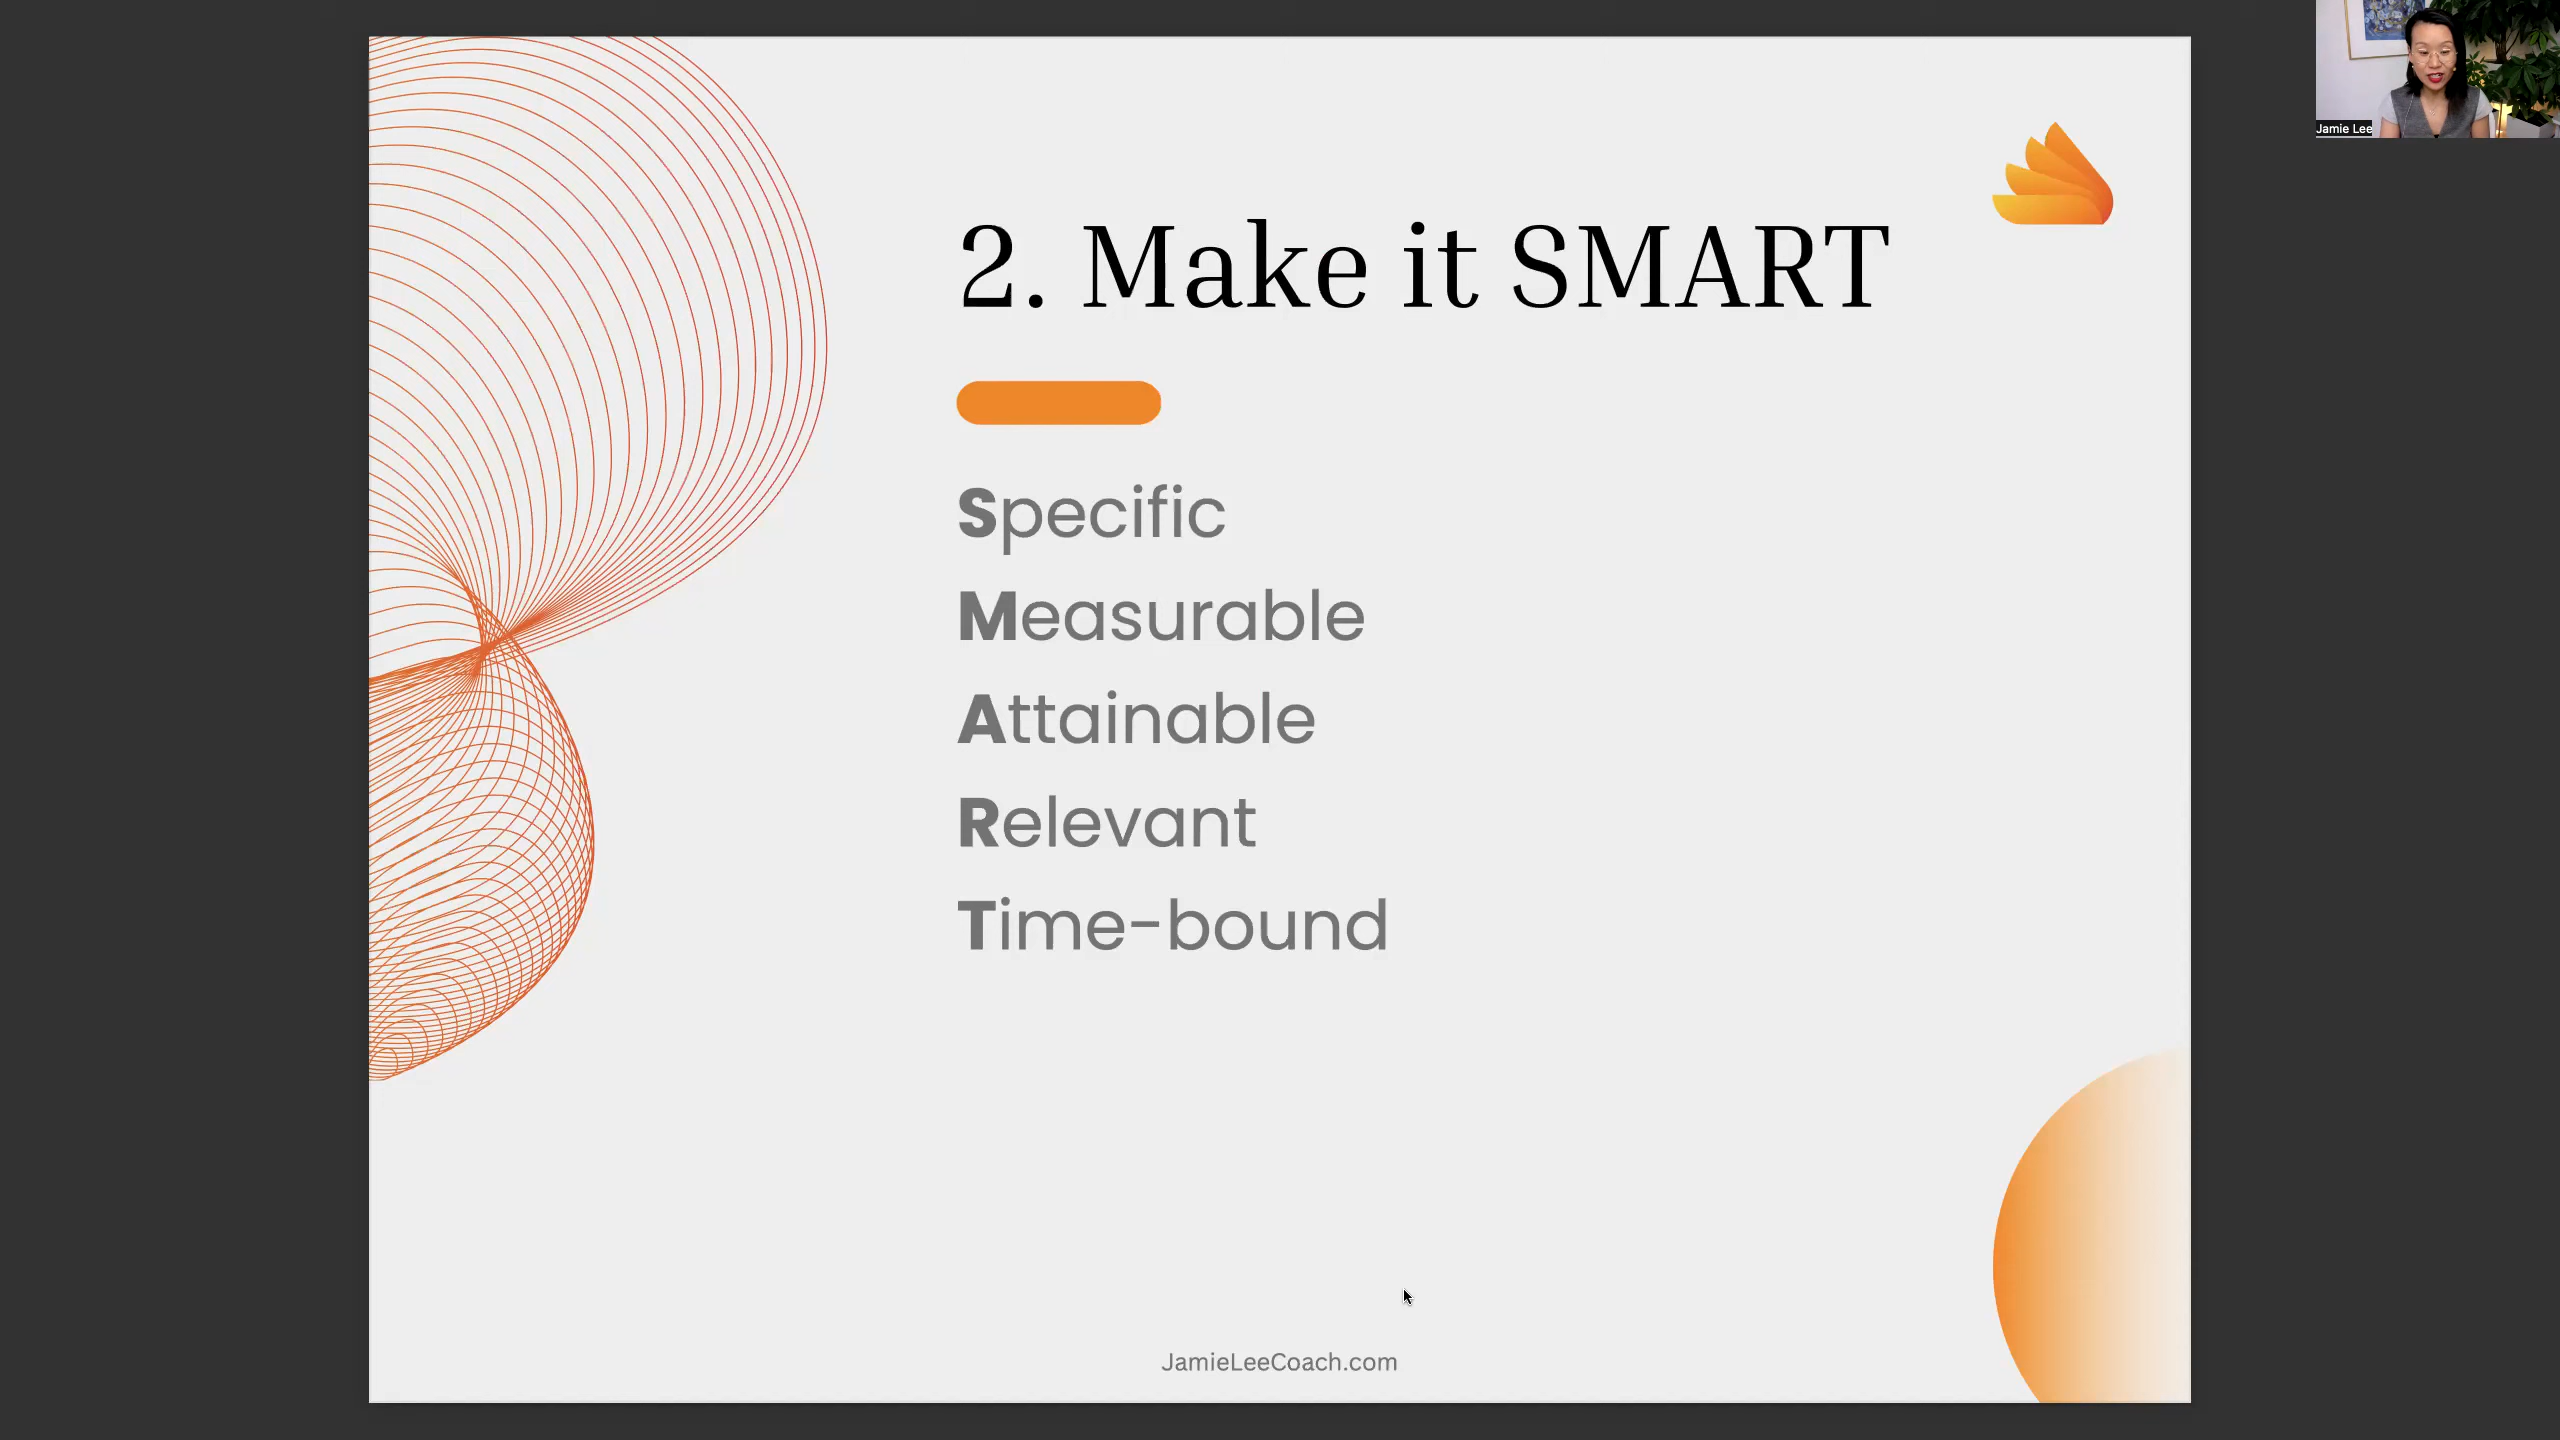 2. Make it SMART
Specific
Measurable
Attainable
Relevant
Time-bound
JamieLeeCoach.com
Jamie Lee